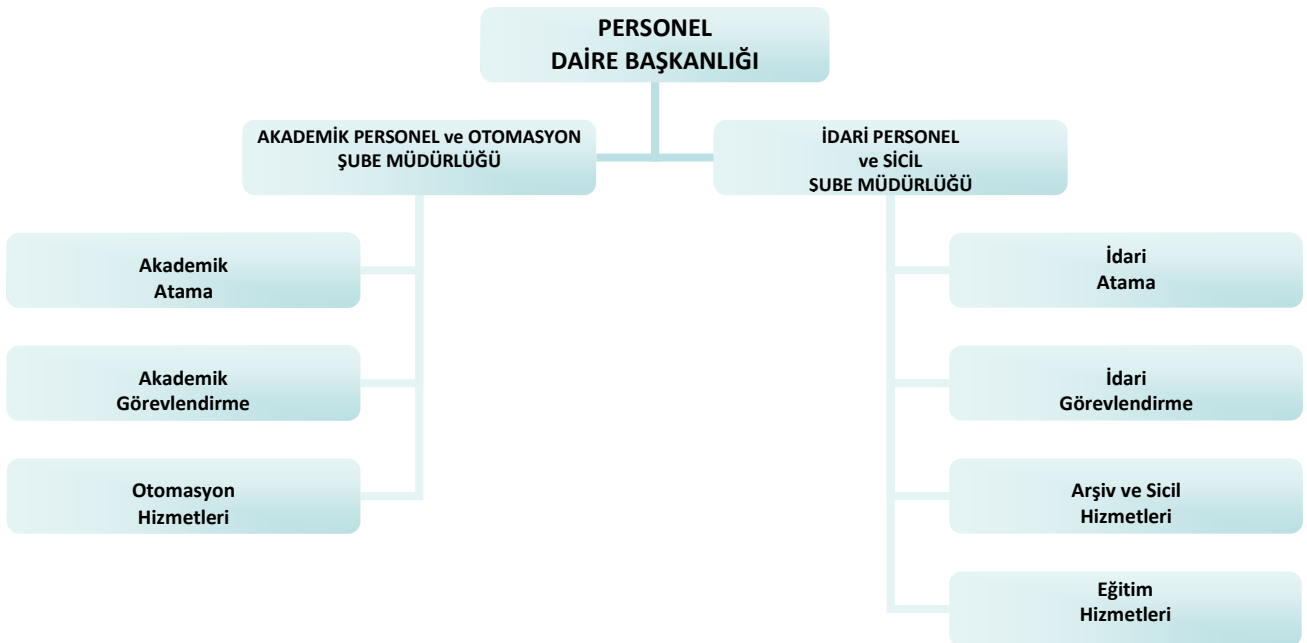 PERSONEL
DAİRE BAŞKANLIĞI
AKADEMİK PERSONEL ve OTOMASYON
ŞUBE MÜDÜRLÜĞÜ
İDARİ PERSONEL
ve SİCİL
ŞUBE MÜDÜRLÜĞÜ
Akademik
Atama
Akademik
Görevlendirme
Otomasyon
Hizmetleri
İdari
Atama
İdari
Görevlendirme
Arşiv ve Sicil
Hizmetleri
Eğitim
Hizmetleri